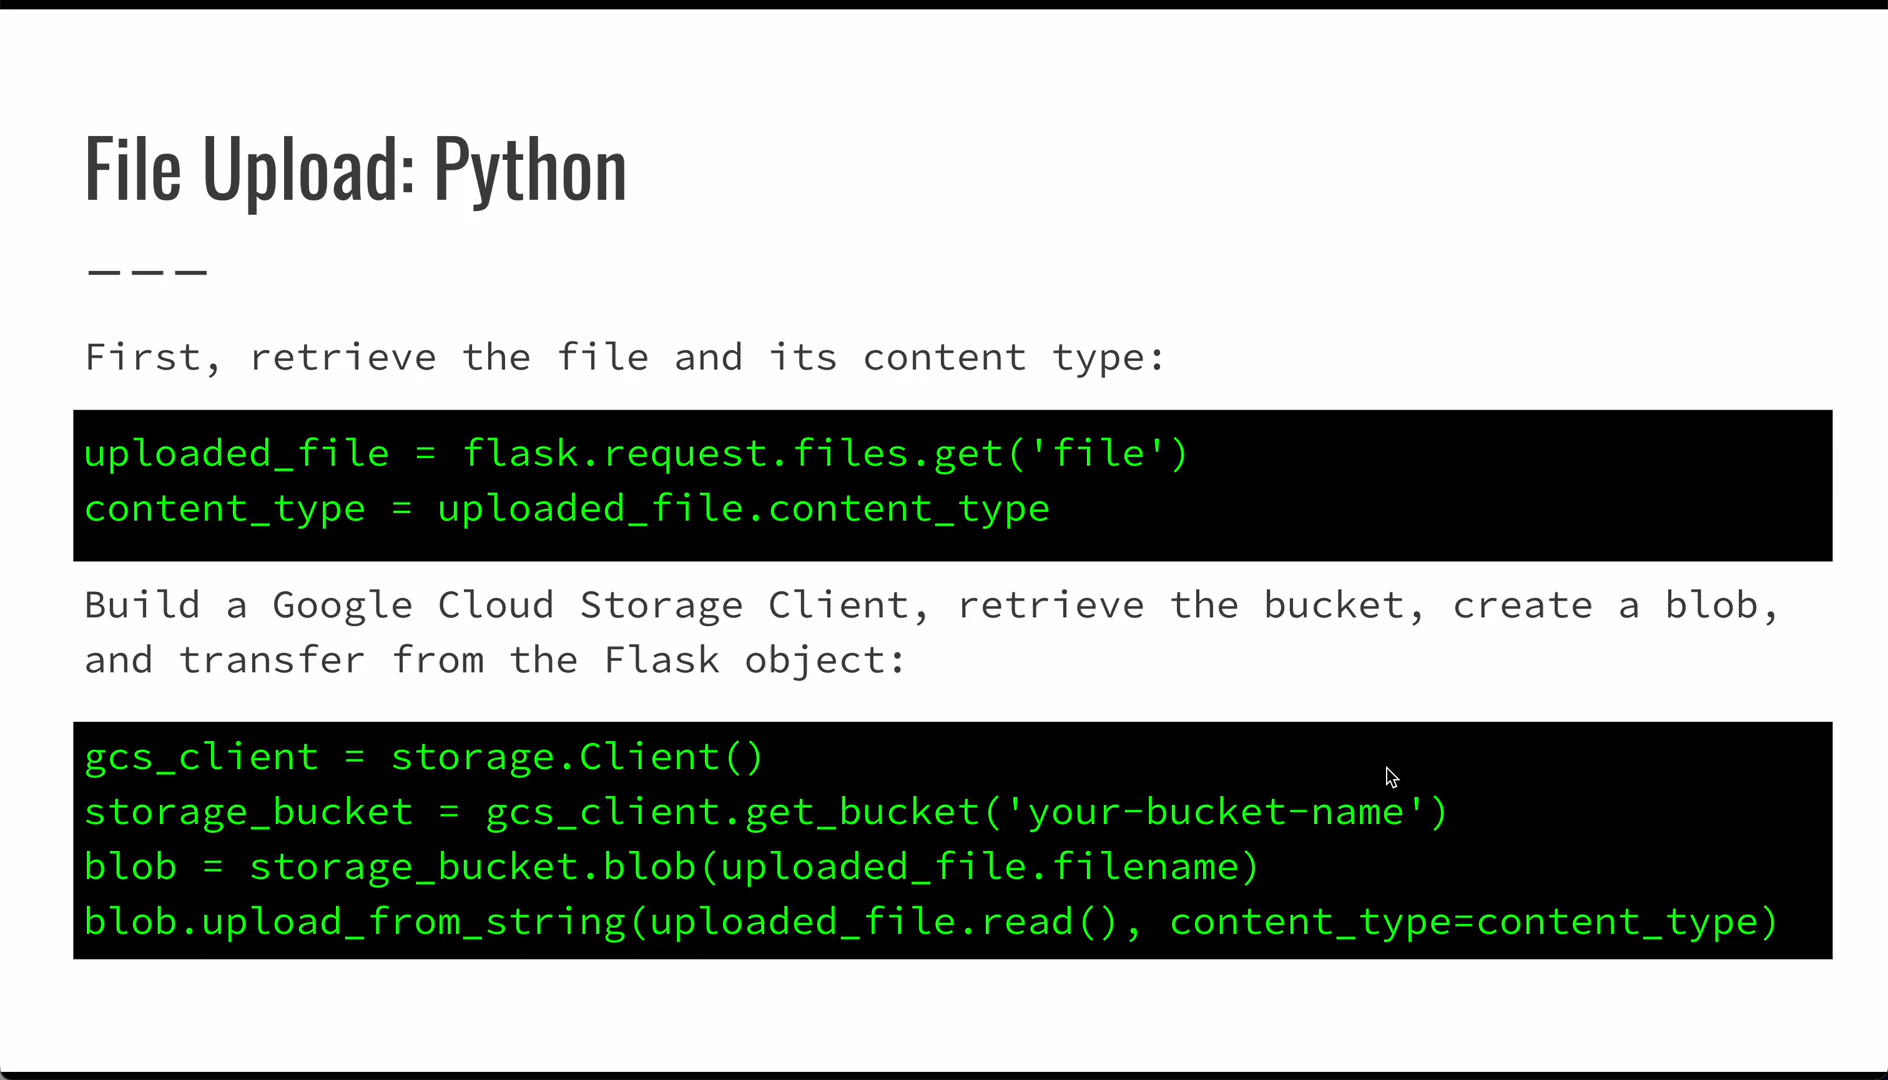 File Upload: Python
———
First, retrieve the file and its content type:
uploaded_file = flask.request.files.get('file')
content_type = uploaded_file.content_type
Build a Google Cloud Storage Client, retrieve the bucket, create a blob,
and transfer from the Flask object:
gcs_client = storage.Client()
storage_bucket = gcs_client.get_bucket('your-bucket-name')
blob = storage_bucket.blob(uploaded_file.filename)
blob.upload_from_string(uploaded_file.read(), content_type=content_type)